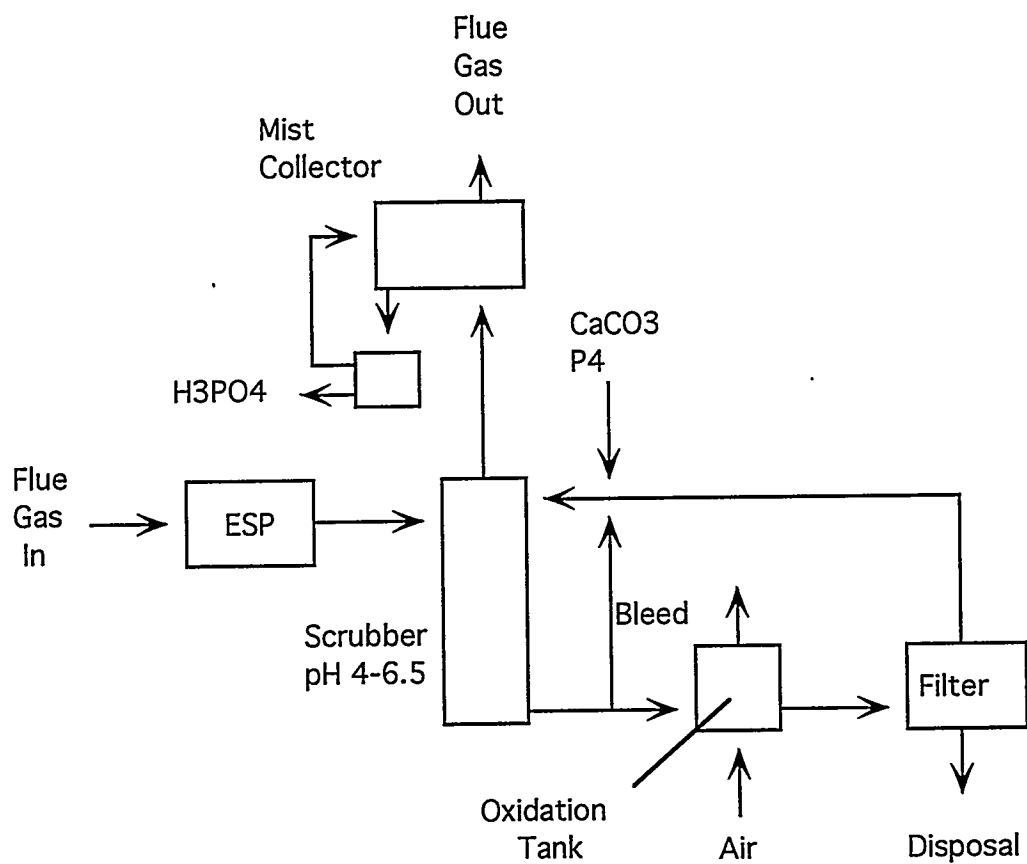 Flue
Gas
Out
Mist
Collector
CaCO3
P4
H3PO4
Flue
Gas
In
ESP
Scrubber
pH 4-6.5
Bleed
Filter
Oxidation
Tank
Air
Disposal